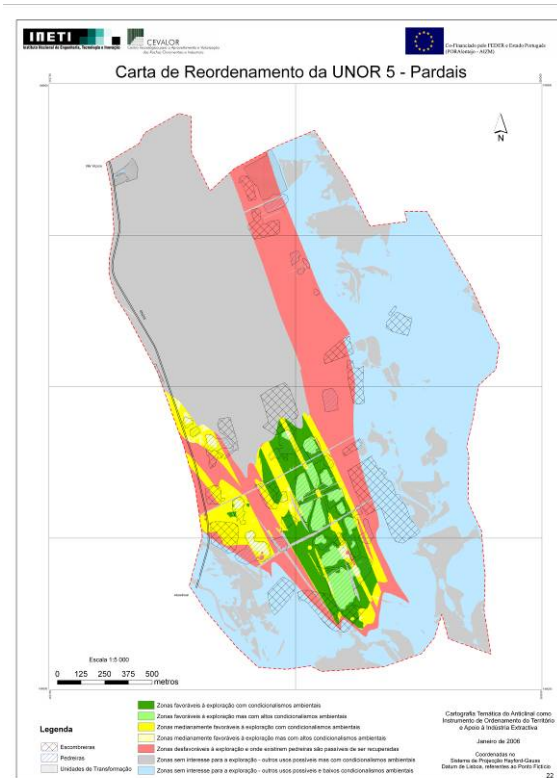 INETI
Instituto Nacional de Engenharia, Tecnologia e Inovação
CEVALOR
Co-Financiado pelo FEDER e Estado Português
(PORAlentejo - AIZM)
Carta de Reordenamento da UNOR 5 - Pardais
N
Escala 1:5 000
0 125 250 375 500
metros
Legenda
Escombreiras
Pedreiras
Unidades de Transformação
Zonas favoráveis à exploração com condicionalismos ambientais
Zonas favoráveis à exploração mas com altos condicionalismos ambientais
Zonas medianamente favoráveis à exploração com condicionalismos ambientais
Zonas medianamente favoráveis à exploração mas com altos condicionalismos ambientais
Zonas desfavoráveis à exploração e onde existirem pedreiras são passíveis de ser recuperadas
Zonas sem interesse para a exploração - outros usos possíveis mas com condicionalismos ambientais
Zonas sem interesse para a exploração - outros usos possíveis e baixos condicionalismos ambientais
Cartografia Temática do Anticlinal como
Instrumento de Ordenamento do Território
e Apoio à Indústria Extractiva
Janeiro de 2006
Coordenadas no
Sistema de Projeção Hayford-Gauss
Datum de Lisboa, referentes ao Ponto Fictício